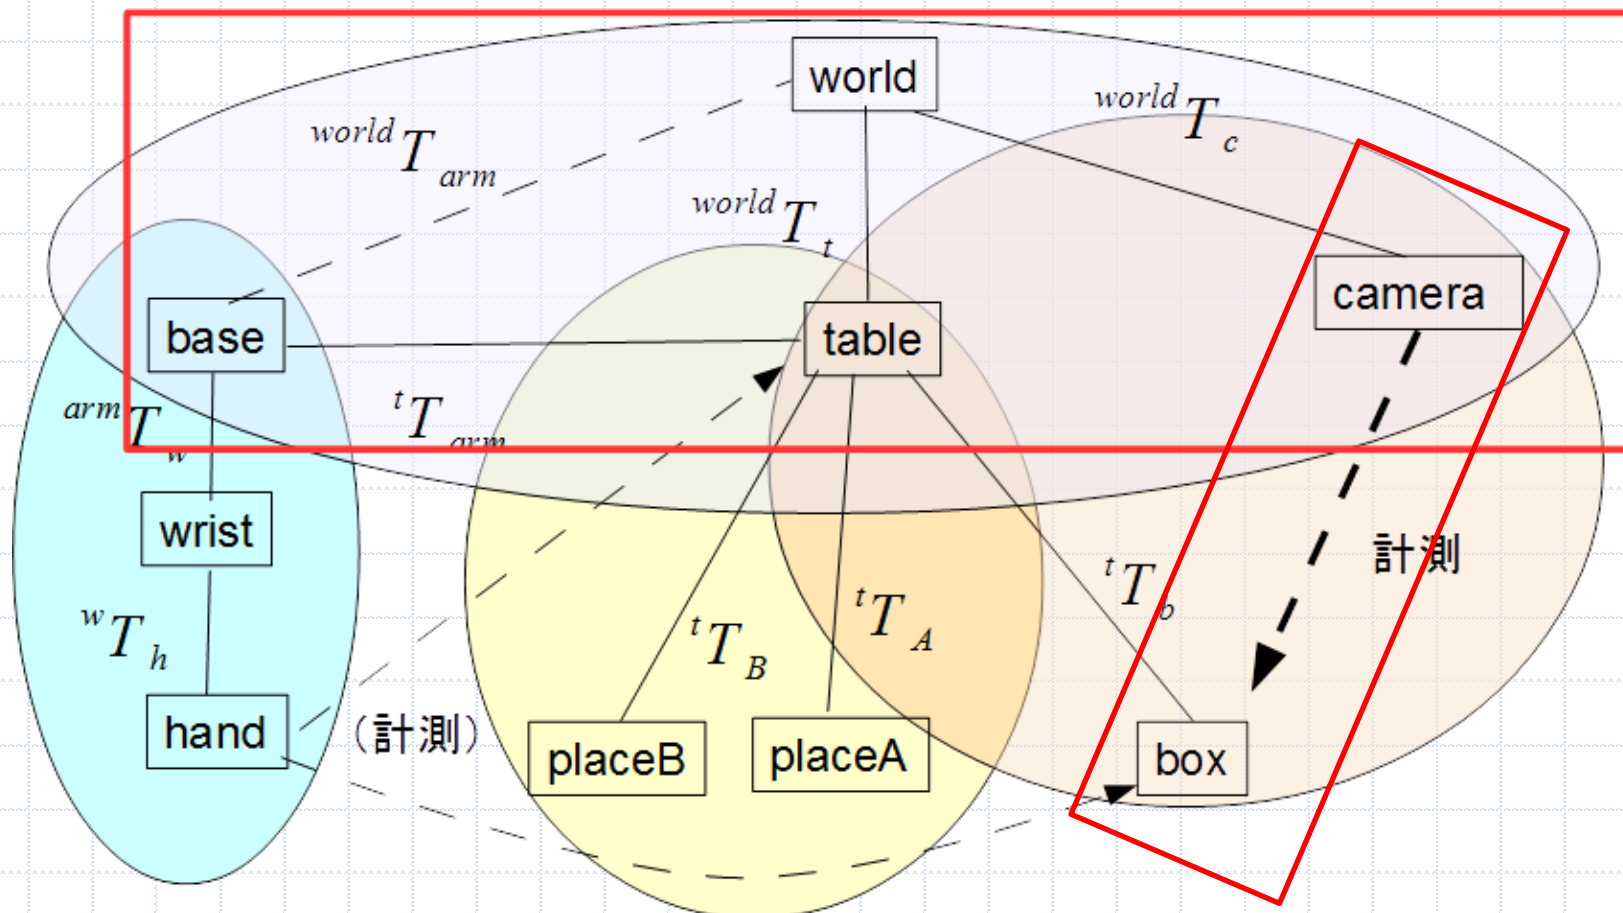 world
world T c
world T arm
world T t
base
table
camera
arm T w
t T arm
wrist
計測
t T b
w T h
t T B
t T A
hand
(計測)
placeB
placeA
box